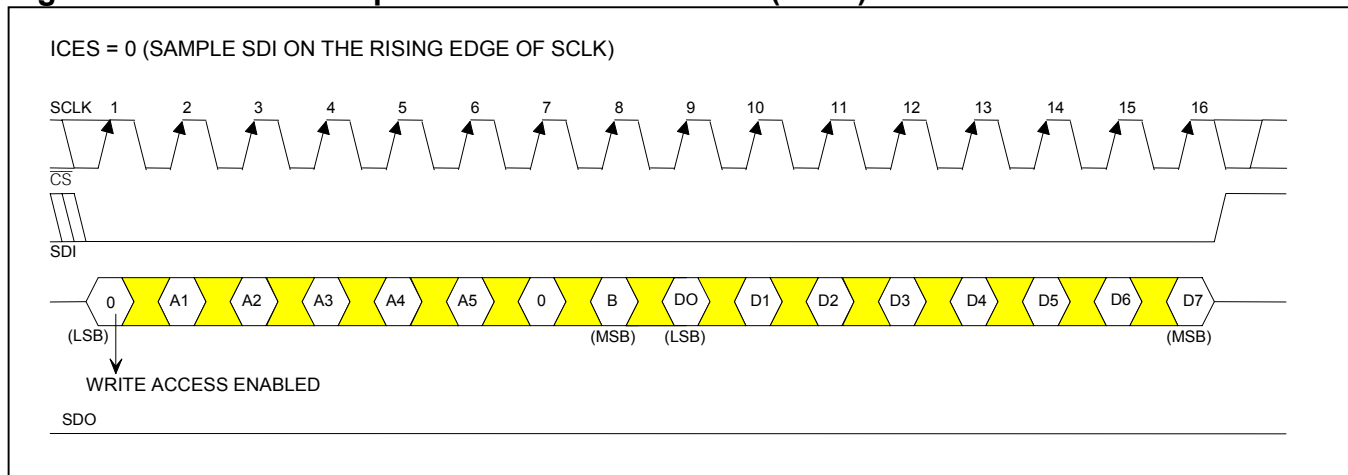 ICES = 0 (SAMPLE SDI ON THE RISING EDGE OF SCLK)
SCLK 1 2 3 4 5 6 7 8 9 10 11 12 13 14 15 16
CS
SDI
0 A1 A2 A3 A4 A5 0 B DO D1 D2 D3 D4 D5 D6 D7
(LSB) (MSB) (LSB) (MSB)
WRITE ACCESS ENABLED
SDO